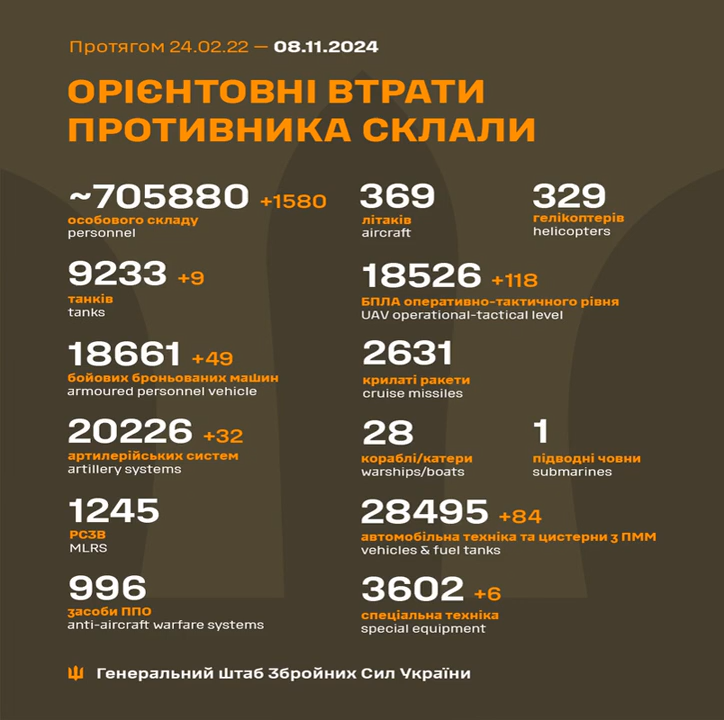 Протягом 24.02.22 — 08.11.2024
ОРІЄНТОВНІ ВТРАТИ
ПРОТИВНИКА СКЛАЛИ
~705880 +1580
особового складу
personnel
369
літаків
aircraft
329
гелікоптерів
helicopters
9233 +9
танків
tanks
18526 +118
БПЛА оперативно-тактичного рівня
UAV operational-tactical level
18661 +49
бойових броньованих машин
armoured personnel vehicle
2631
крилаті ракети
cruise missiles
20226 +32
артилерійських систем
artillery systems
28
кораблі/катери
warships/boats
1
підводні човни
submarines
1245
РСЗВ
MLRS
28495 +84
автомобільна техніка та цистерни з ПММ
vehicles & fuel tanks
996
засоби ППО
anti-aircraft warfare systems
3602 +6
спеціальна техніка
special equipment
Генеральний штаб Збройних Сил України